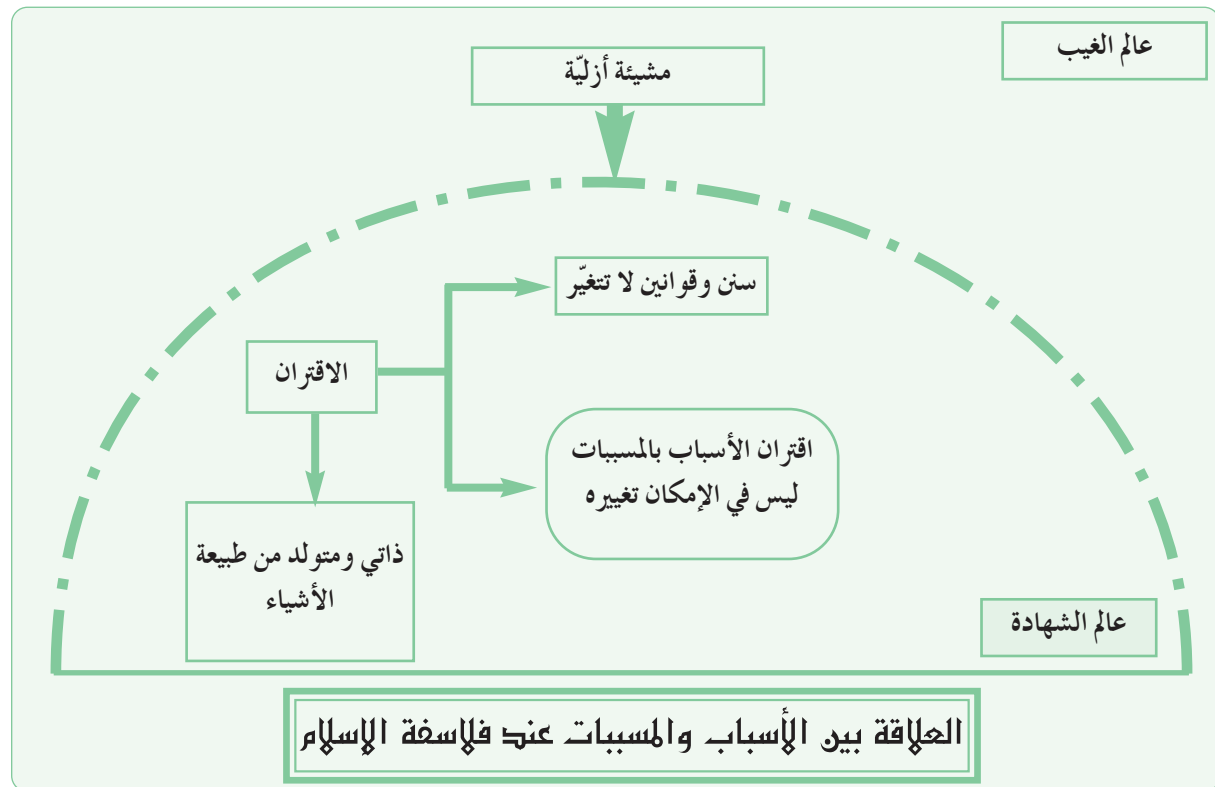 عالم الغيب
مشيئة أزليّة
سنن وقوانين لا تتغيّر
الاقتران
اقتران الأسباب بالمسببات
ليس في الإمكان تغييره
ذاتي ومتولد من طبيعة
الأشياء
عالم الشهادة
العلاقة بين الأسباب والمسببات عند فلاسفة الإسلام